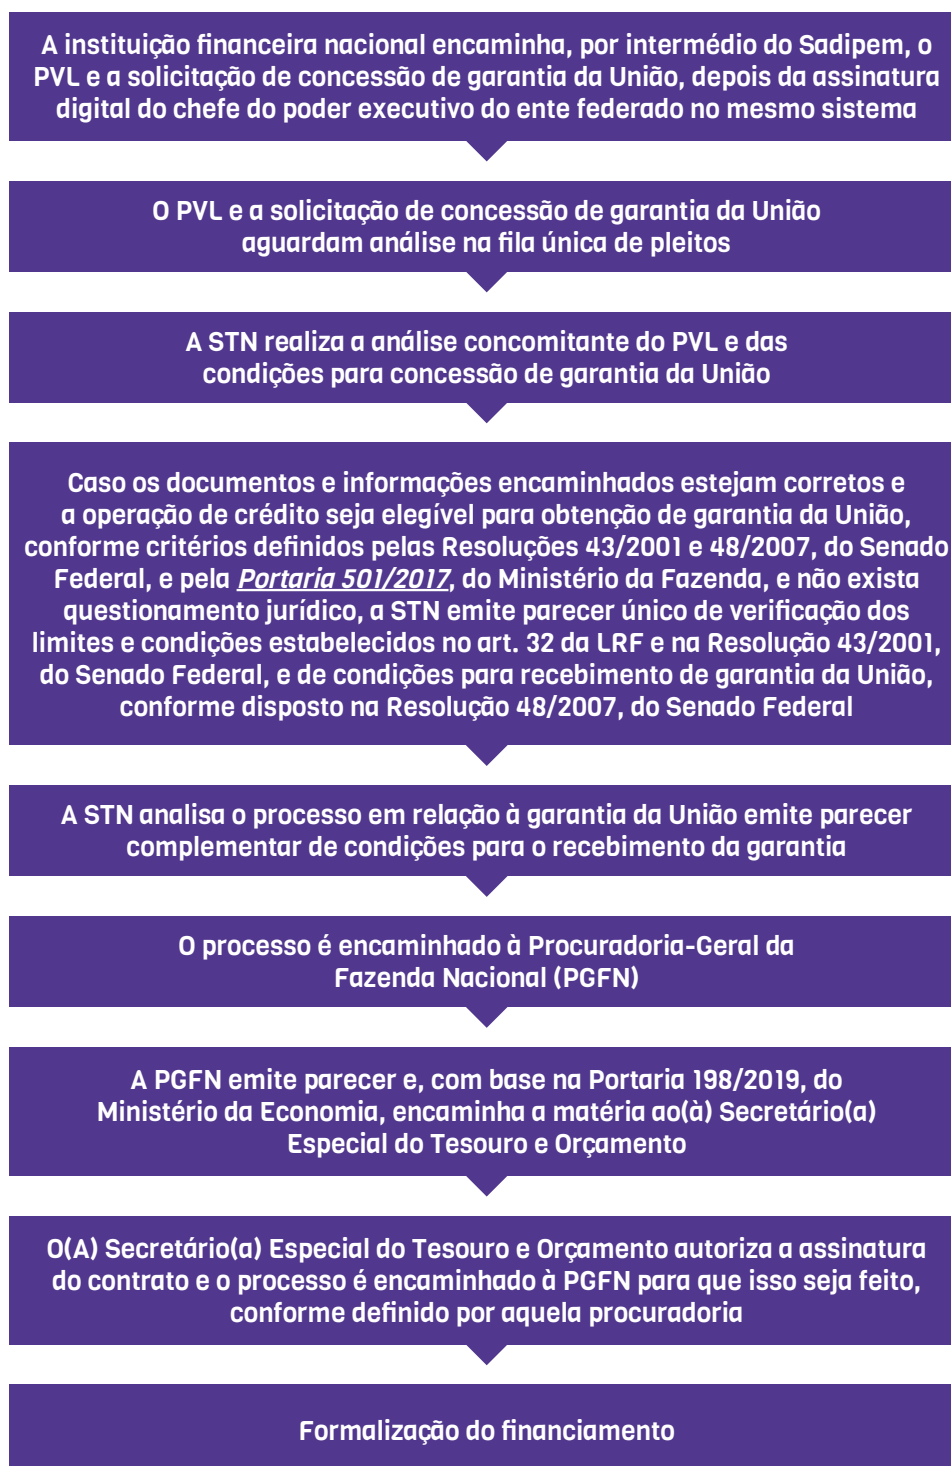 A instituição financeira nacional encaminha, por intermédio do Sadipem, o
PVL e a solicitação de concessão de garantia da União, depois da assinatura
digital do chefe do poder executivo do ente federado no mesmo sistema
O PVL e a solicitação de concessão de garantia da União
aguardam análise na fila única de pleitos
A STN realiza a análise concomitante do PVL e das
condições para concessão de garantia da União
Caso os documentos e informações encaminhados estejam corretos e
a operação de crédito seja elegível para obtenção de garantia da União,
conforme critérios definidos pelas Resoluções 43/2001 e 48/2007, do Senado
Federal, e pela Portaria 501/2017, do Ministério da Fazenda, e não exista
questionamento jurídico, a STN emite parecer único de verificação dos
limites e condições estabelecidos no art. 32 da LRF e na Resolução 43/2001,
do Senado Federal, e de condições para recebimento de garantia da União,
conforme disposto na Resolução 48/2007, do Senado Federal
A STN analisa o processo em relação à garantia da União emite parecer
complementar de condições para o recebimento da garantia
O processo é encaminhado à Procuradoria-Geral da
Fazenda Nacional (PGFN)
A PGFN emite parecer e, com base na Portaria 198/2019, do
Ministério da Economia, encaminha a matéria ao(à) Secretário(a)
Especial do Tesouro e Orçamento
O(A) Secretário(a) Especial do Tesouro e Orçamento autoriza a assinatura
do contrato e o processo é encaminhado à PGFN para que isso seja feito,
conforme definido por aquela procuradoria
Formalização do financiamento